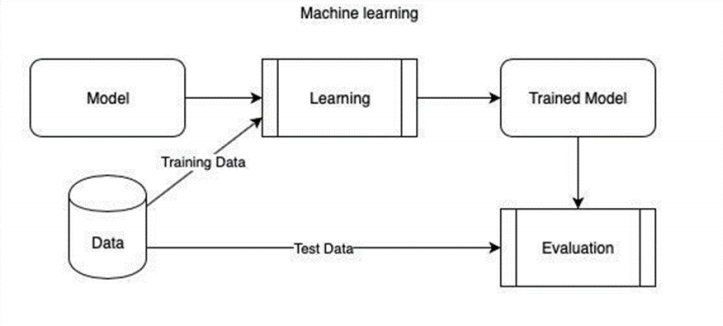 Machine learning
Model
Learning
Trained Model
Training Data
Data
Test Data
Evaluation